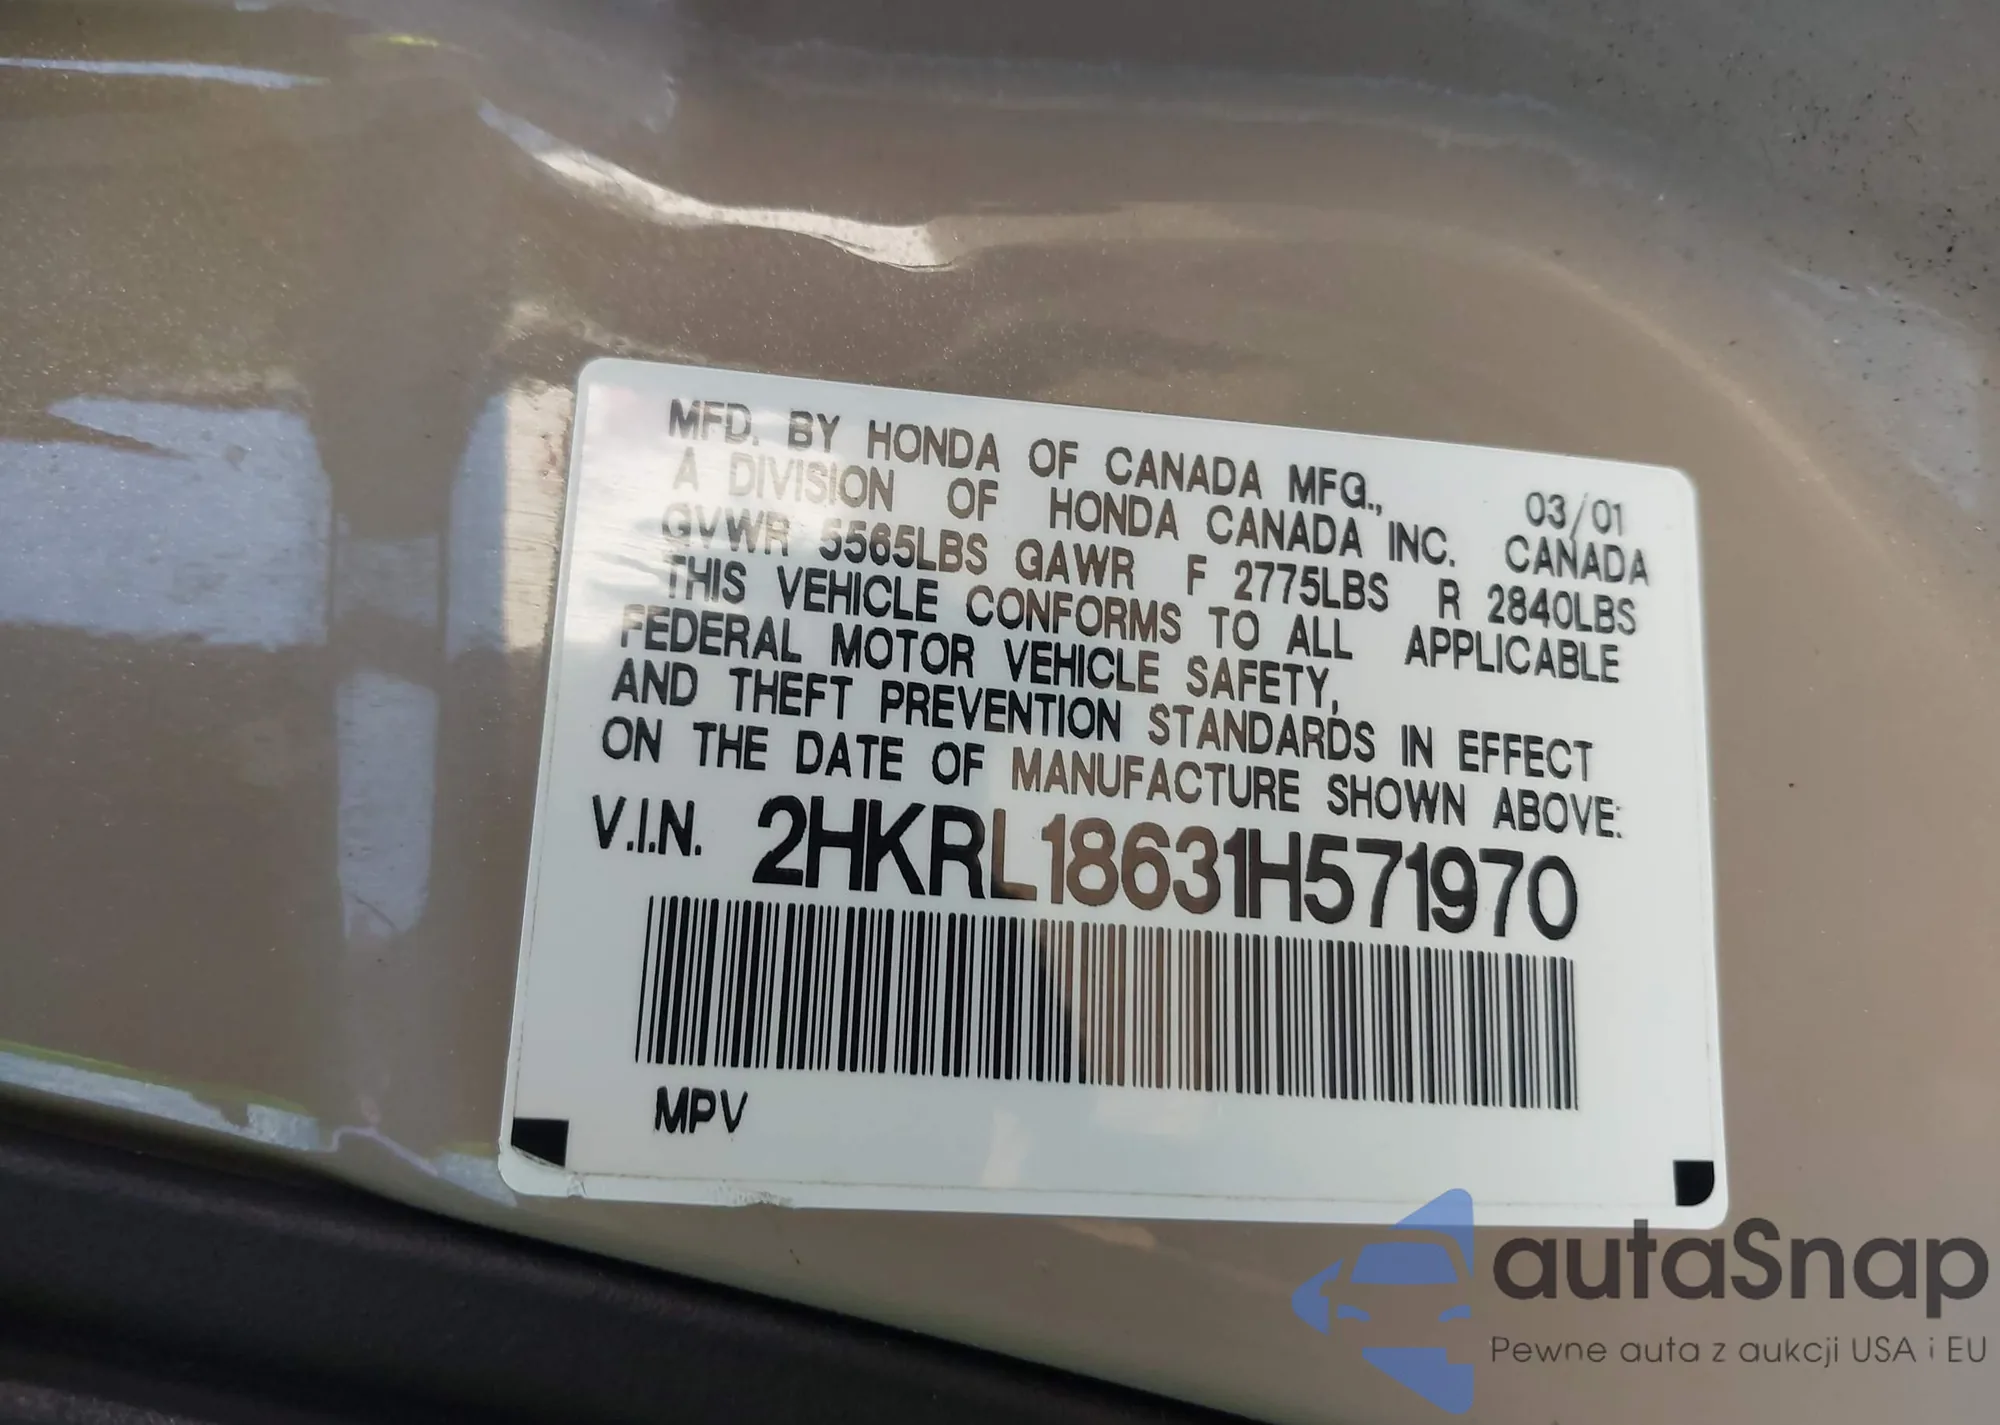 MFD. BY HONDA OF CANADA MFG., 03/01
A DIVISION OF HONDA CANADA INC. CANADA
GVWR 5565LBS GAWR F 2775LBS R 2840LBS
THIS VEHICLE CONFORMS TO ALL APPLICABLE
FEDERAL MOTOR VEHICLE SAFETY,
AND THEFT PREVENTION STANDARDS IN EFFECT
ON THE DATE OF MANUFACTURE SHOWN ABOVE:
V.I.N. 2HKRL18631H571970
MPV
autaSnap
Pewne auta z aukcji USA i EU